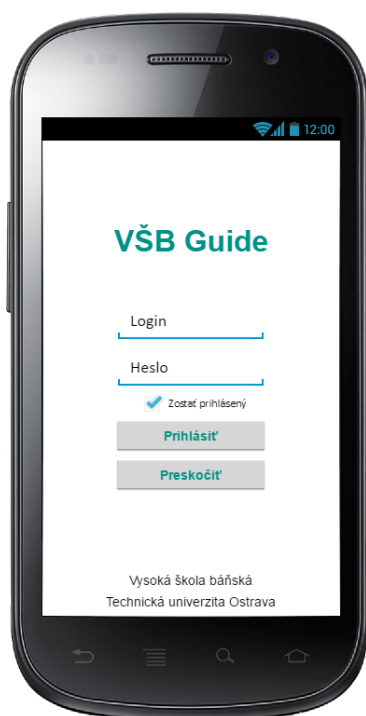 12:00
VŠB Guide
Login
Heslo
Zostať prihlásený
Prihlásiť
Preskočiť
Vysoká škola báňská
Technická univerzita Ostrava